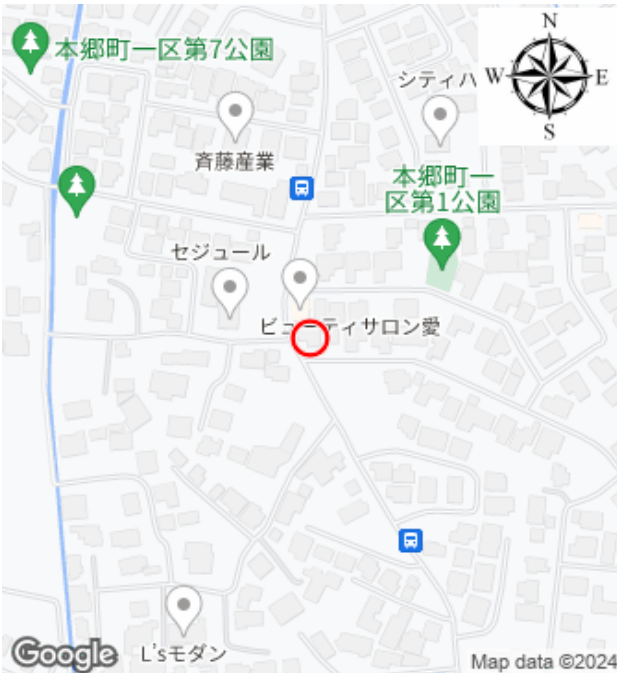 N
W
E
S
本郷町一区第7公園
シティハ
斉藤産業
本郷町一
区第1公園
セジュール
ビューティサロン愛
L'sモダン
Google
Map data ©2024